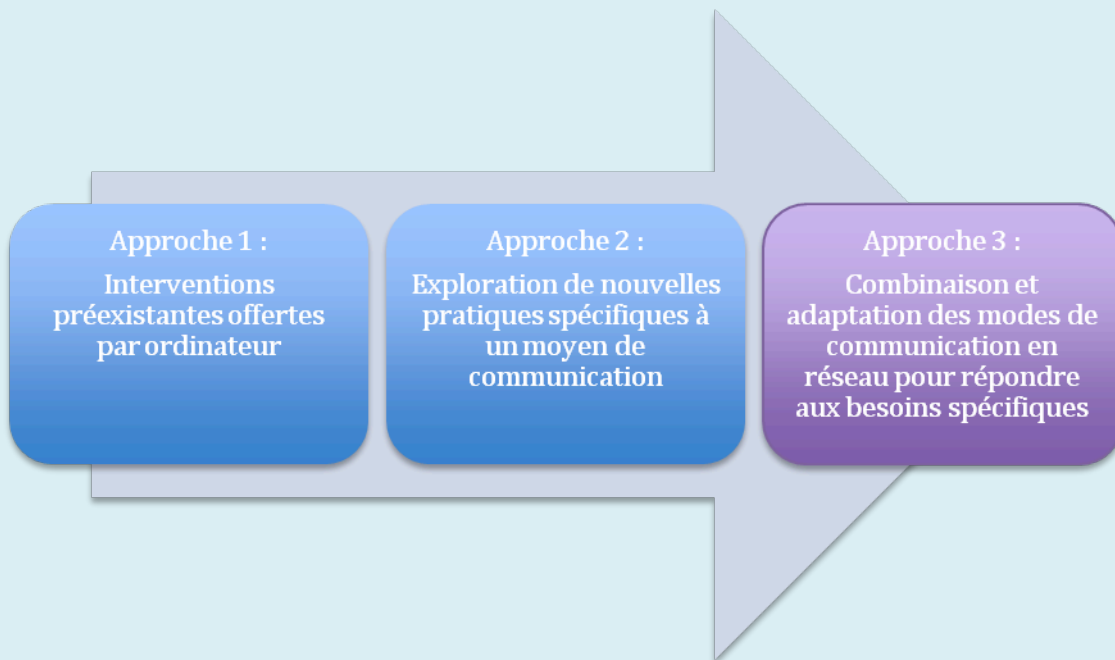 Approche 1 :
Interventions
préexistantes offertes
par ordinateur
Approche 2 :
Exploration de nouvelles
pratiques spécifiques à
un moyen de
communication
Approche 3 :
Combinaison et
adaptation des modes de
communication en
réseau pour répondre
aux besoins spécifiques